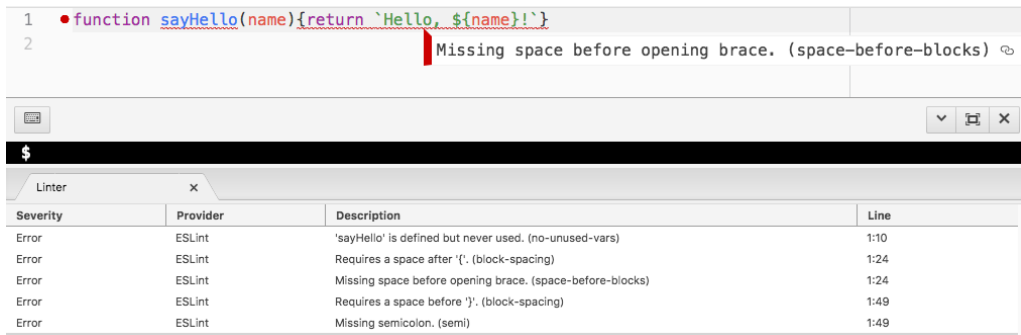 1 function sayHello(name){return `Hello, ${name}!`}
2
Missing space before opening brace. (space-before-blocks)
$
Linter
Severity Provider Description Line
Error ESLint 'sayHello' is defined but never used. (no-unused-vars) 1:10
Error ESLint Requires a space after '{'. (block-spacing) 1:24
Error ESLint Missing space before opening brace. (space-before-blocks) 1:24
Error ESLint Requires a space before '}'. (block-spacing) 1:49
Error ESLint Missing semicolon. (semi) 1:49